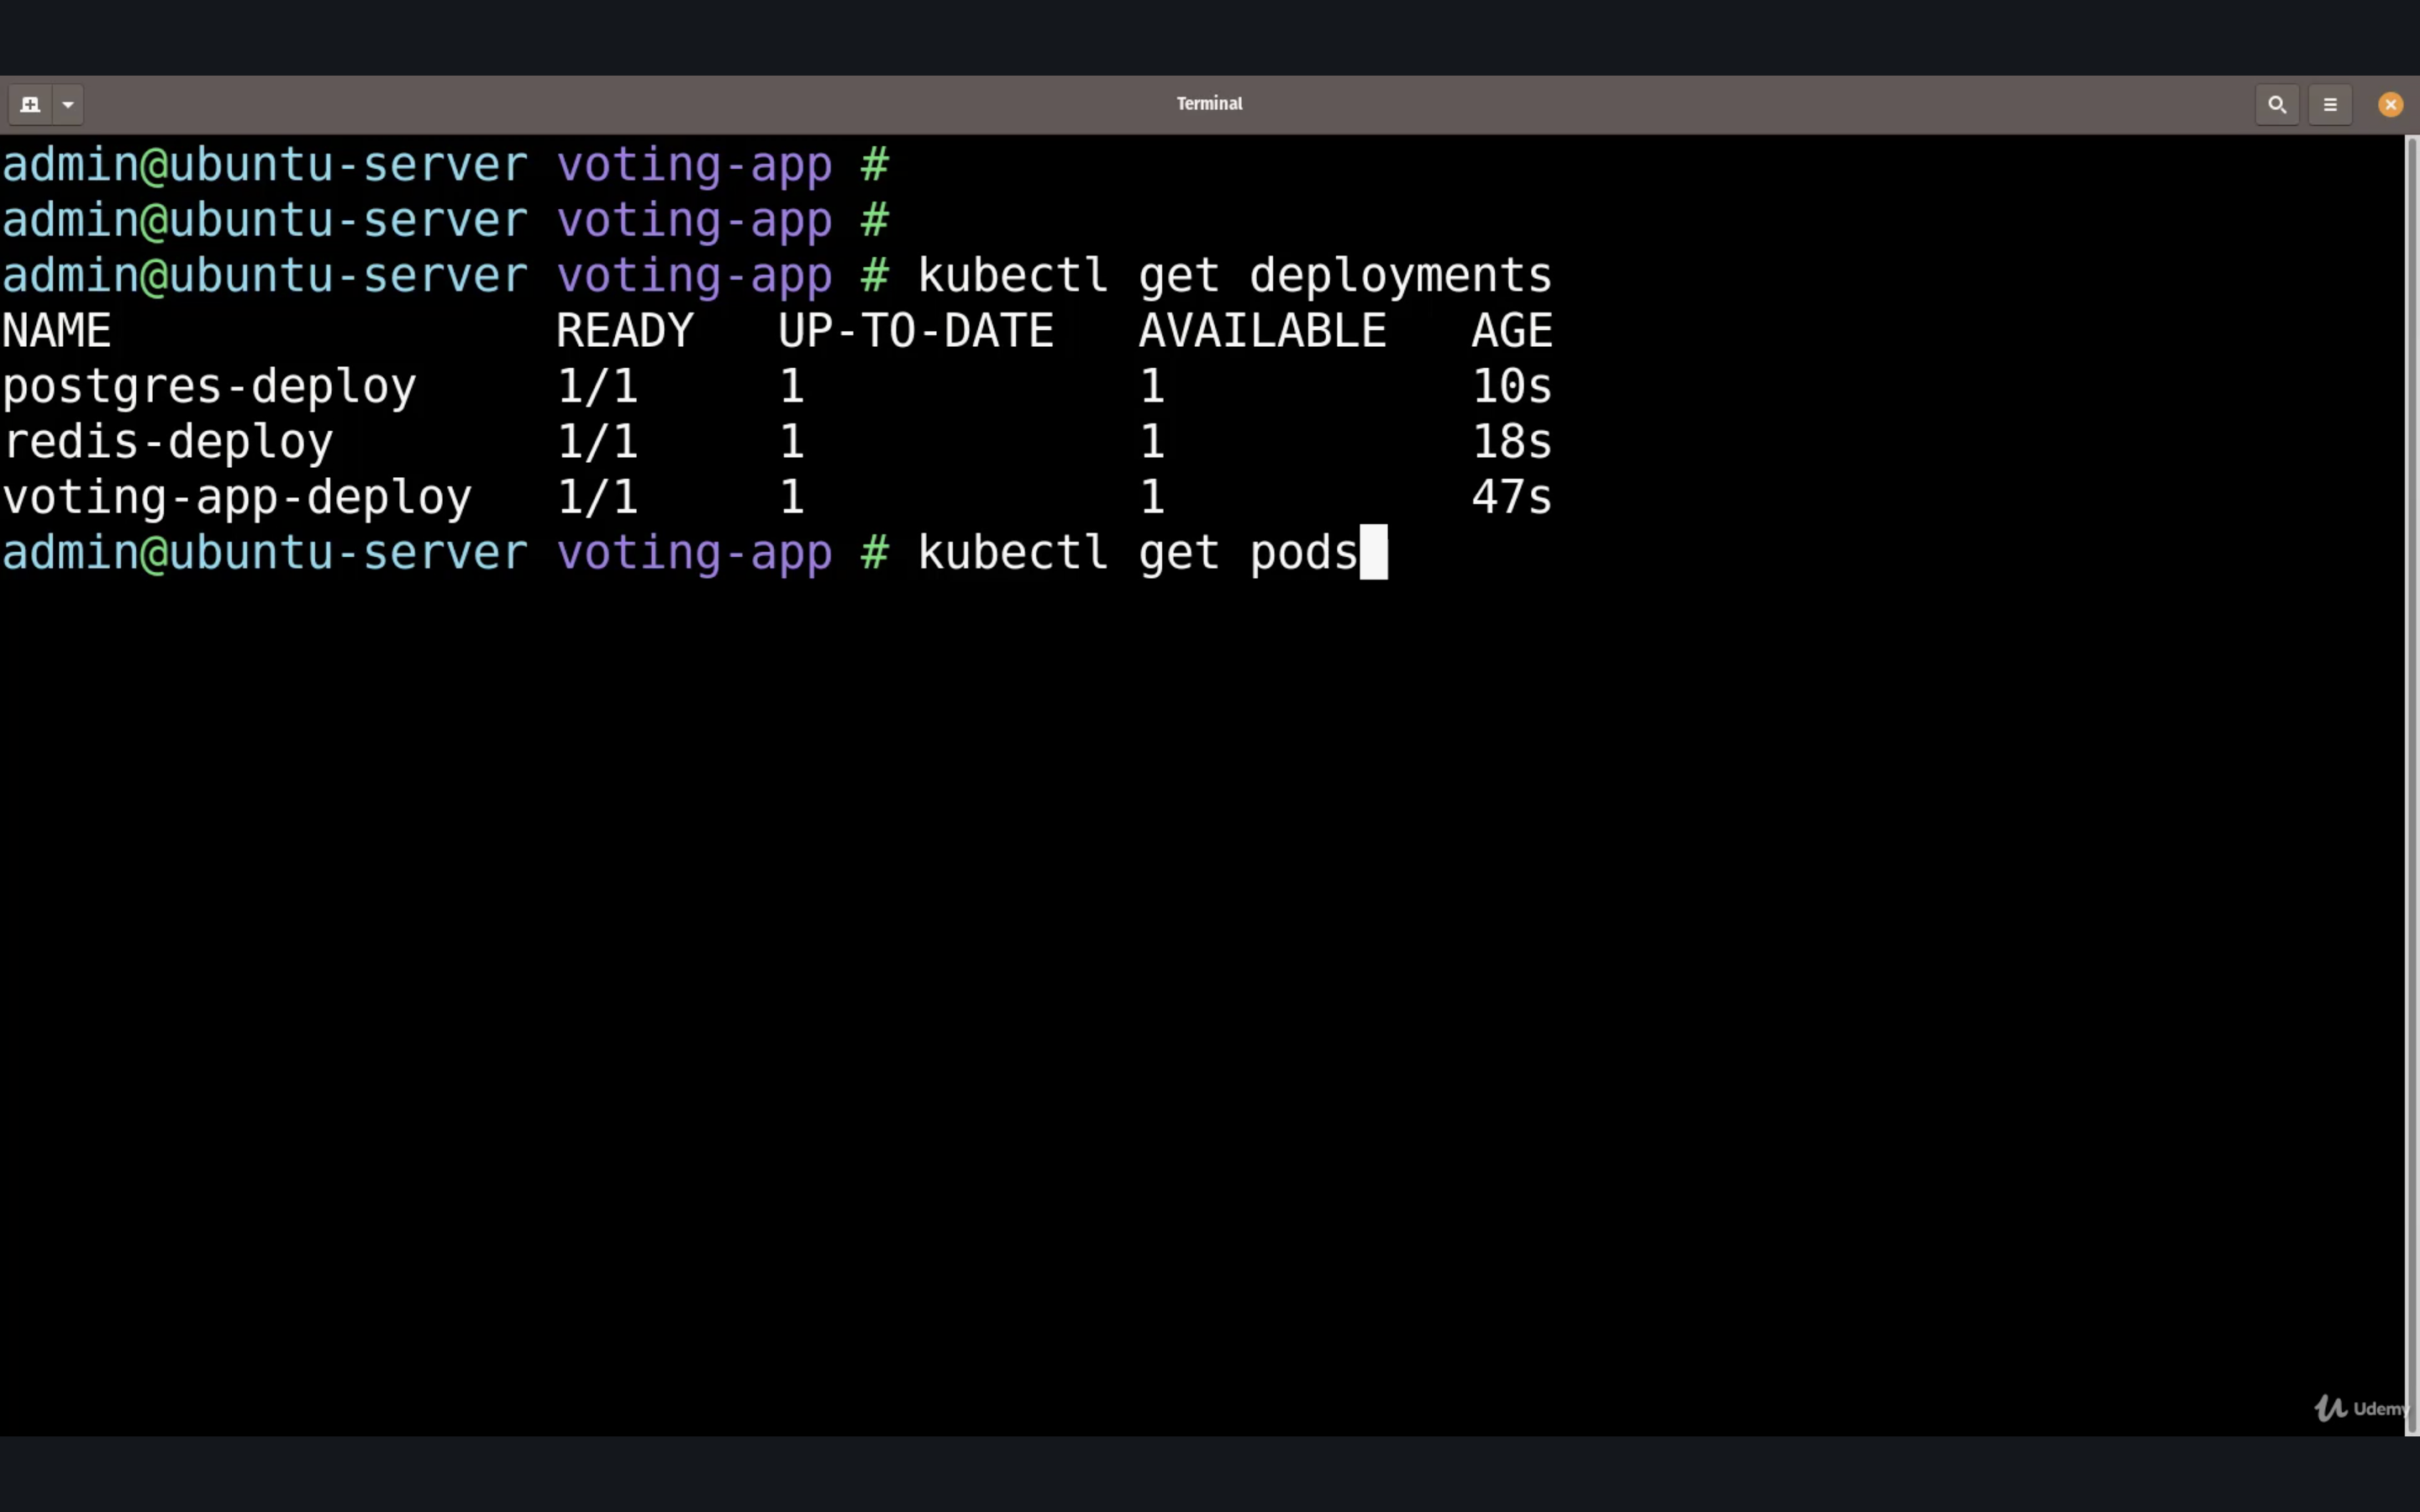 Terminal
admin@ubuntu-server voting-app #
admin@ubuntu-server voting-app #
admin@ubuntu-server voting-app # kubectl get deployments
NAME READY UP-TO-DATE AVAILABLE AGE
postgres-deploy 1/1 1 1 10s
redis-deploy 1/1 1 1 18s
voting-app-deploy 1/1 1 1 47s
admin@ubuntu-server voting-app # kubectl get pods
Udemy